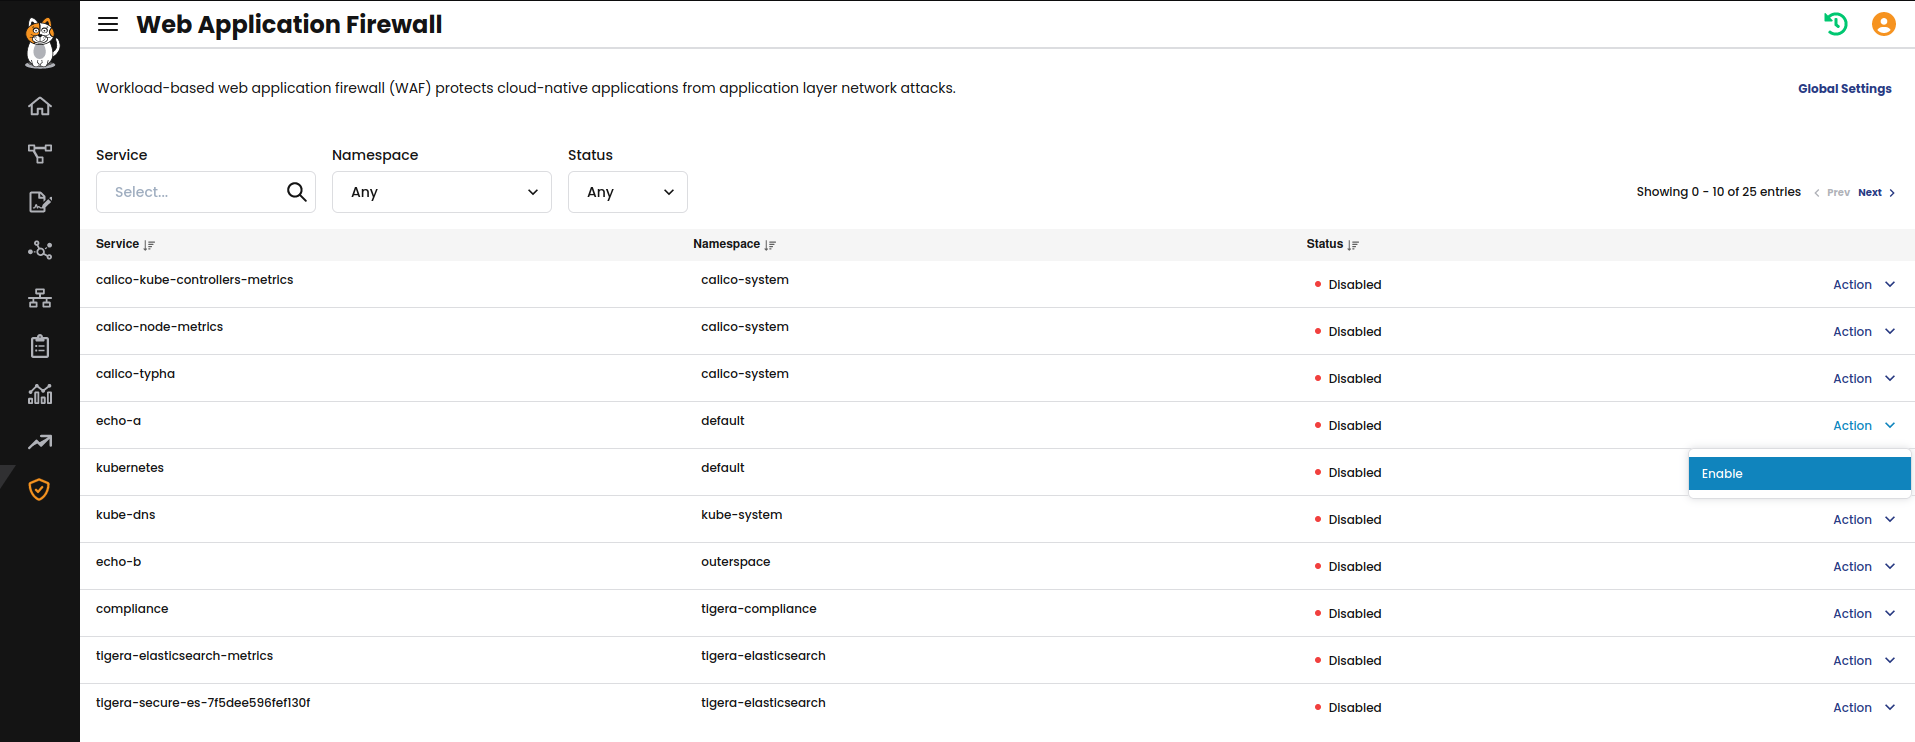 Web Application Firewall
Workload-based web application firewall (WAF) protects cloud-native applications from application layer network attacks.
Global Settings
Service Namespace Status
Select... Any Any
Showing 0 - 10 of 25 entries Prev Next
Service Namespace Status
calico-kube-controllers-metrics calico-system Disabled Action
calico-node-metrics calico-system Disabled Action
calico-typha calico-system Disabled Action
echo-a default Disabled Action
kubernetes default Disabled Enable
kube-dns kube-system Disabled Action
echo-b outerspace Disabled Action
compliance tigera-compliance Disabled Action
tigera-elasticsearch-metrics tigera-elasticsearch Disabled Action
tigera-secure-es-7f5dee596fef130f tigera-elasticsearch Disabled Action